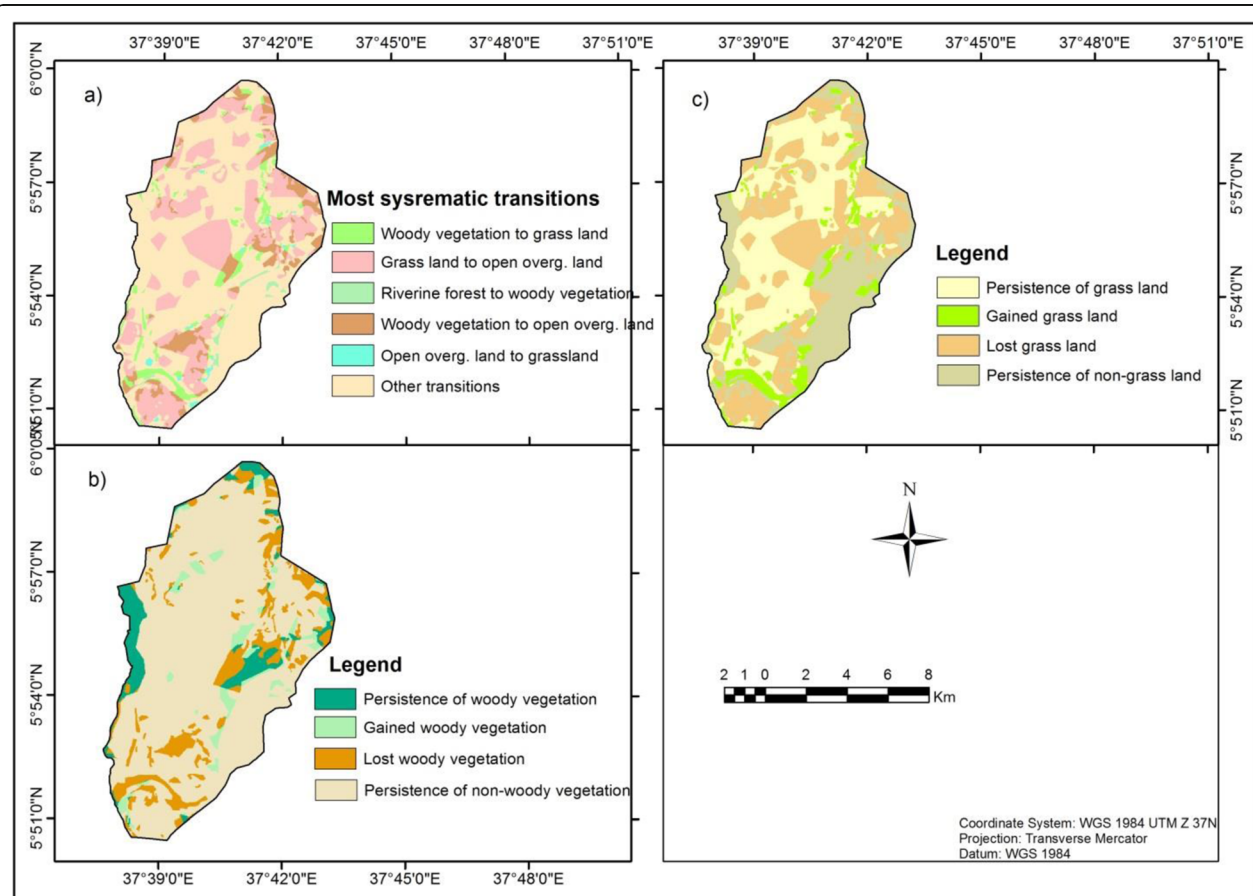 37°39'0"E 37°42'0"E 37°45'0"E 37°48'0"E 37°51'0"E
37°39'0"E 37°42'0"E 37°45'0"E 37°48'0"E 37°51'0"E
6°0'0"N
5°57'0"N
5°54'0"N
5°51'0"N
a)
Most sysrematic transitions
Woody vegetation to grass land
Grass land to open overg. land
Riverine forest to woody vegetation
Woody vegetation to open overg. land
Open overg. land to grassland
Other transitions
c)
Legend
Persistence of grass land
Gained grass land
Lost grass land
Persistence of non-grass land
5°57'0"N
5°54'0"N
5°51'0"N
6°0'0"N
5°57'0"N
5°54'0"N
5°51'0"N
b)
Legend
Persistence of woody vegetation
Gained woody vegetation
Lost woody vegetation
Persistence of non-woody vegetation
37°39'0"E 37°42'0"E 37°45'0"E 37°48'0"E
N
2 1 0 2 4 6 8
Km
Coordinate System: WGS 1984 UTM Z 37N
Projection: Transverse Mercator
Datum: WGS 1984